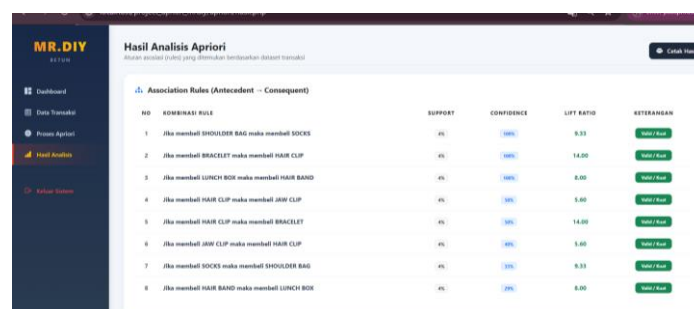 MR.DIY
BETUN
Dashboard
Data Transaksi
Proses Apriori
Hasil Analisis
Keluar Sistem
Hasil Analisis Apriori
Aturan asosiasi (rules) yang ditemukan berdasarkan dataset transaksi
Cetak Has
Association Rules (Antecedent → Consequent)
NO KOMBINASI RULE SUPPORT CONFIDENCE LIFT RATIO KETERANGAN
1 Jika membeli SHOULDER BAG maka membeli SOCKS 4% 100% 9.33 Valid / Kuat
2 Jika membeli BRACELET maka membeli HAIR CLIP 4% 100% 14.00 Valid / Kuat
3 Jika membeli LUNCH BOX maka membeli HAIR BAND 4% 100% 8.00 Valid / Kuat
4 Jika membeli HAIR CLIP maka membeli JAW CLIP 4% 50% 5.60 Valid / Kuat
5 Jika membeli HAIR CLIP maka membeli BRACELET 4% 50% 14.00 Valid / Kuat
6 Jika membeli JAW CLIP maka membeli HAIR CLIP 4% 40% 5.60 Valid / Kuat
7 Jika membeli SOCKS maka membeli SHOULDER BAG 4% 33% 9.33 Valid / Kuat
8 Jika membeli HAIR BAND maka membeli LUNCH BOX 4% 29% 8.00 Valid / Kuat